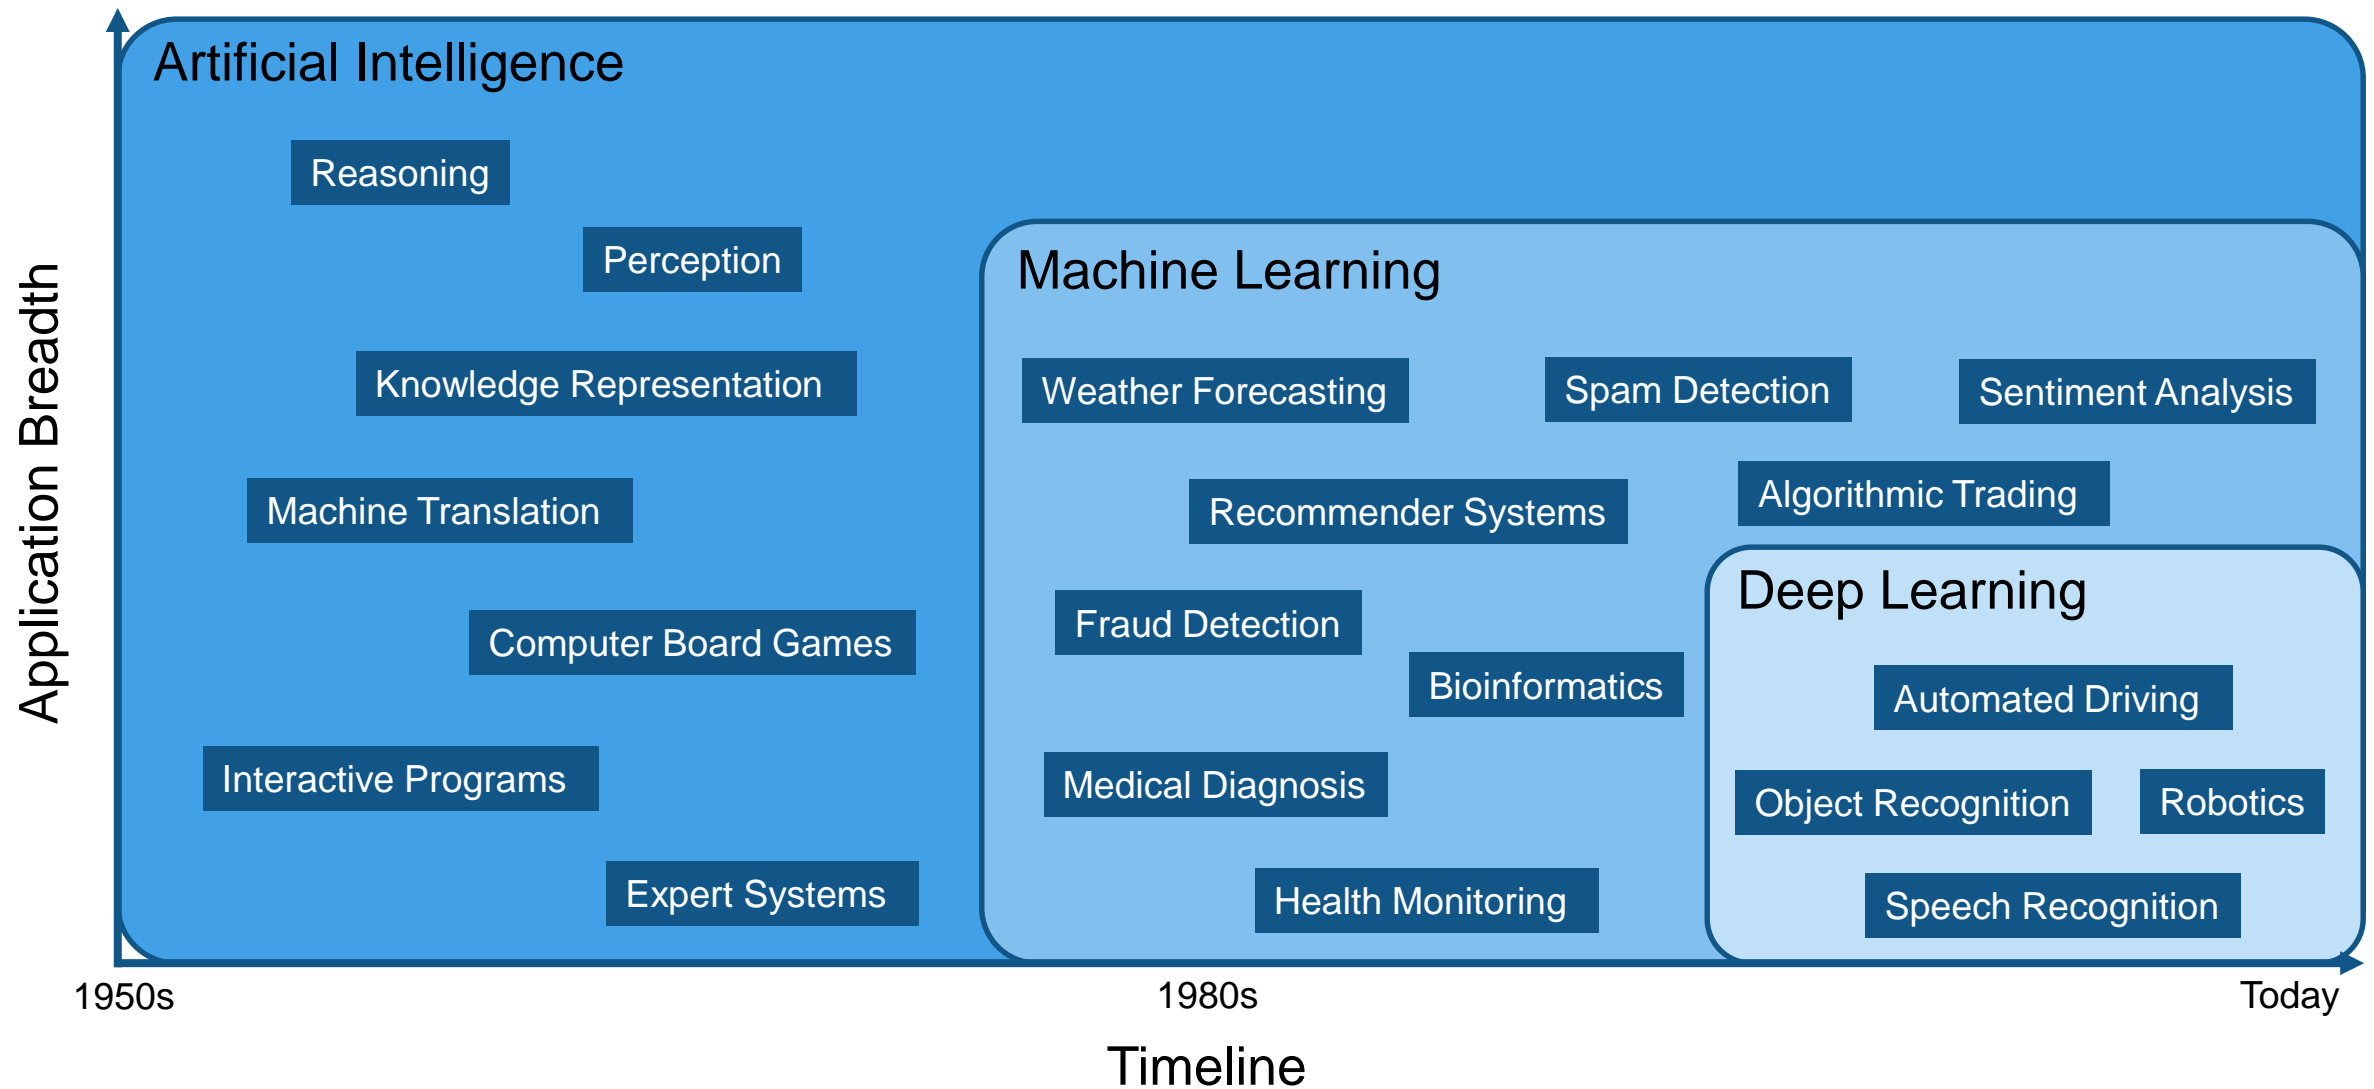 Artificial Intelligence
Reasoning
Perception
Knowledge Representation
Machine Translation
Computer Board Games
Interactive Programs
Expert Systems
Machine Learning
Weather Forecasting
Spam Detection
Sentiment Analysis
Recommender Systems
Algorithmic Trading
Fraud Detection
Bioinformatics
Medical Diagnosis
Health Monitoring
Deep Learning
Automated Driving
Object Recognition
Robotics
Speech Recognition
Application Breadth
1950s
1980s
Today
Timeline